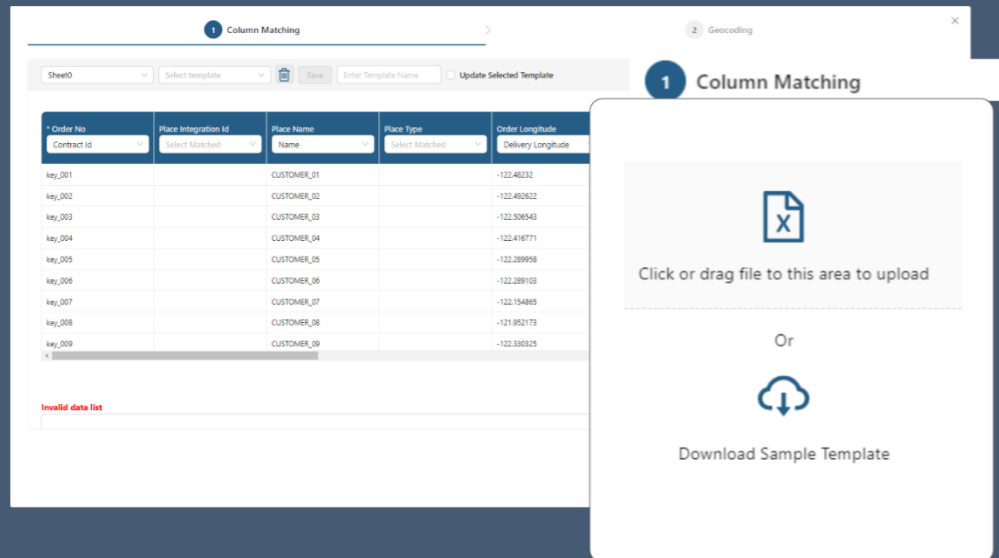 1 Column Matching
2 Geocoding
Sheet0 Select template Save Enter Template Name Update Selected Template
* Order No Place Integration Id Place Name Place Type Order Longitude
Contract Id Select Matched Name Select Matched Delivery Longitude
key_001 CUSTOMER_01 -122.48232
key_002 CUSTOMER_02 -122.492622
key_003 CUSTOMER_03 -122.506543
key_004 CUSTOMER_04 -122.416771
key_005 CUSTOMER_05 -122.289958
key_006 CUSTOMER_06 -122.289103
key_007 CUSTOMER_07 -122.154865
key_008 CUSTOMER_08 -121.952173
key_009 CUSTOMER_09 -122.330325
Invalid data list
1 Column Matching
X
Click or drag file to this area to upload
Or
Download Sample Template